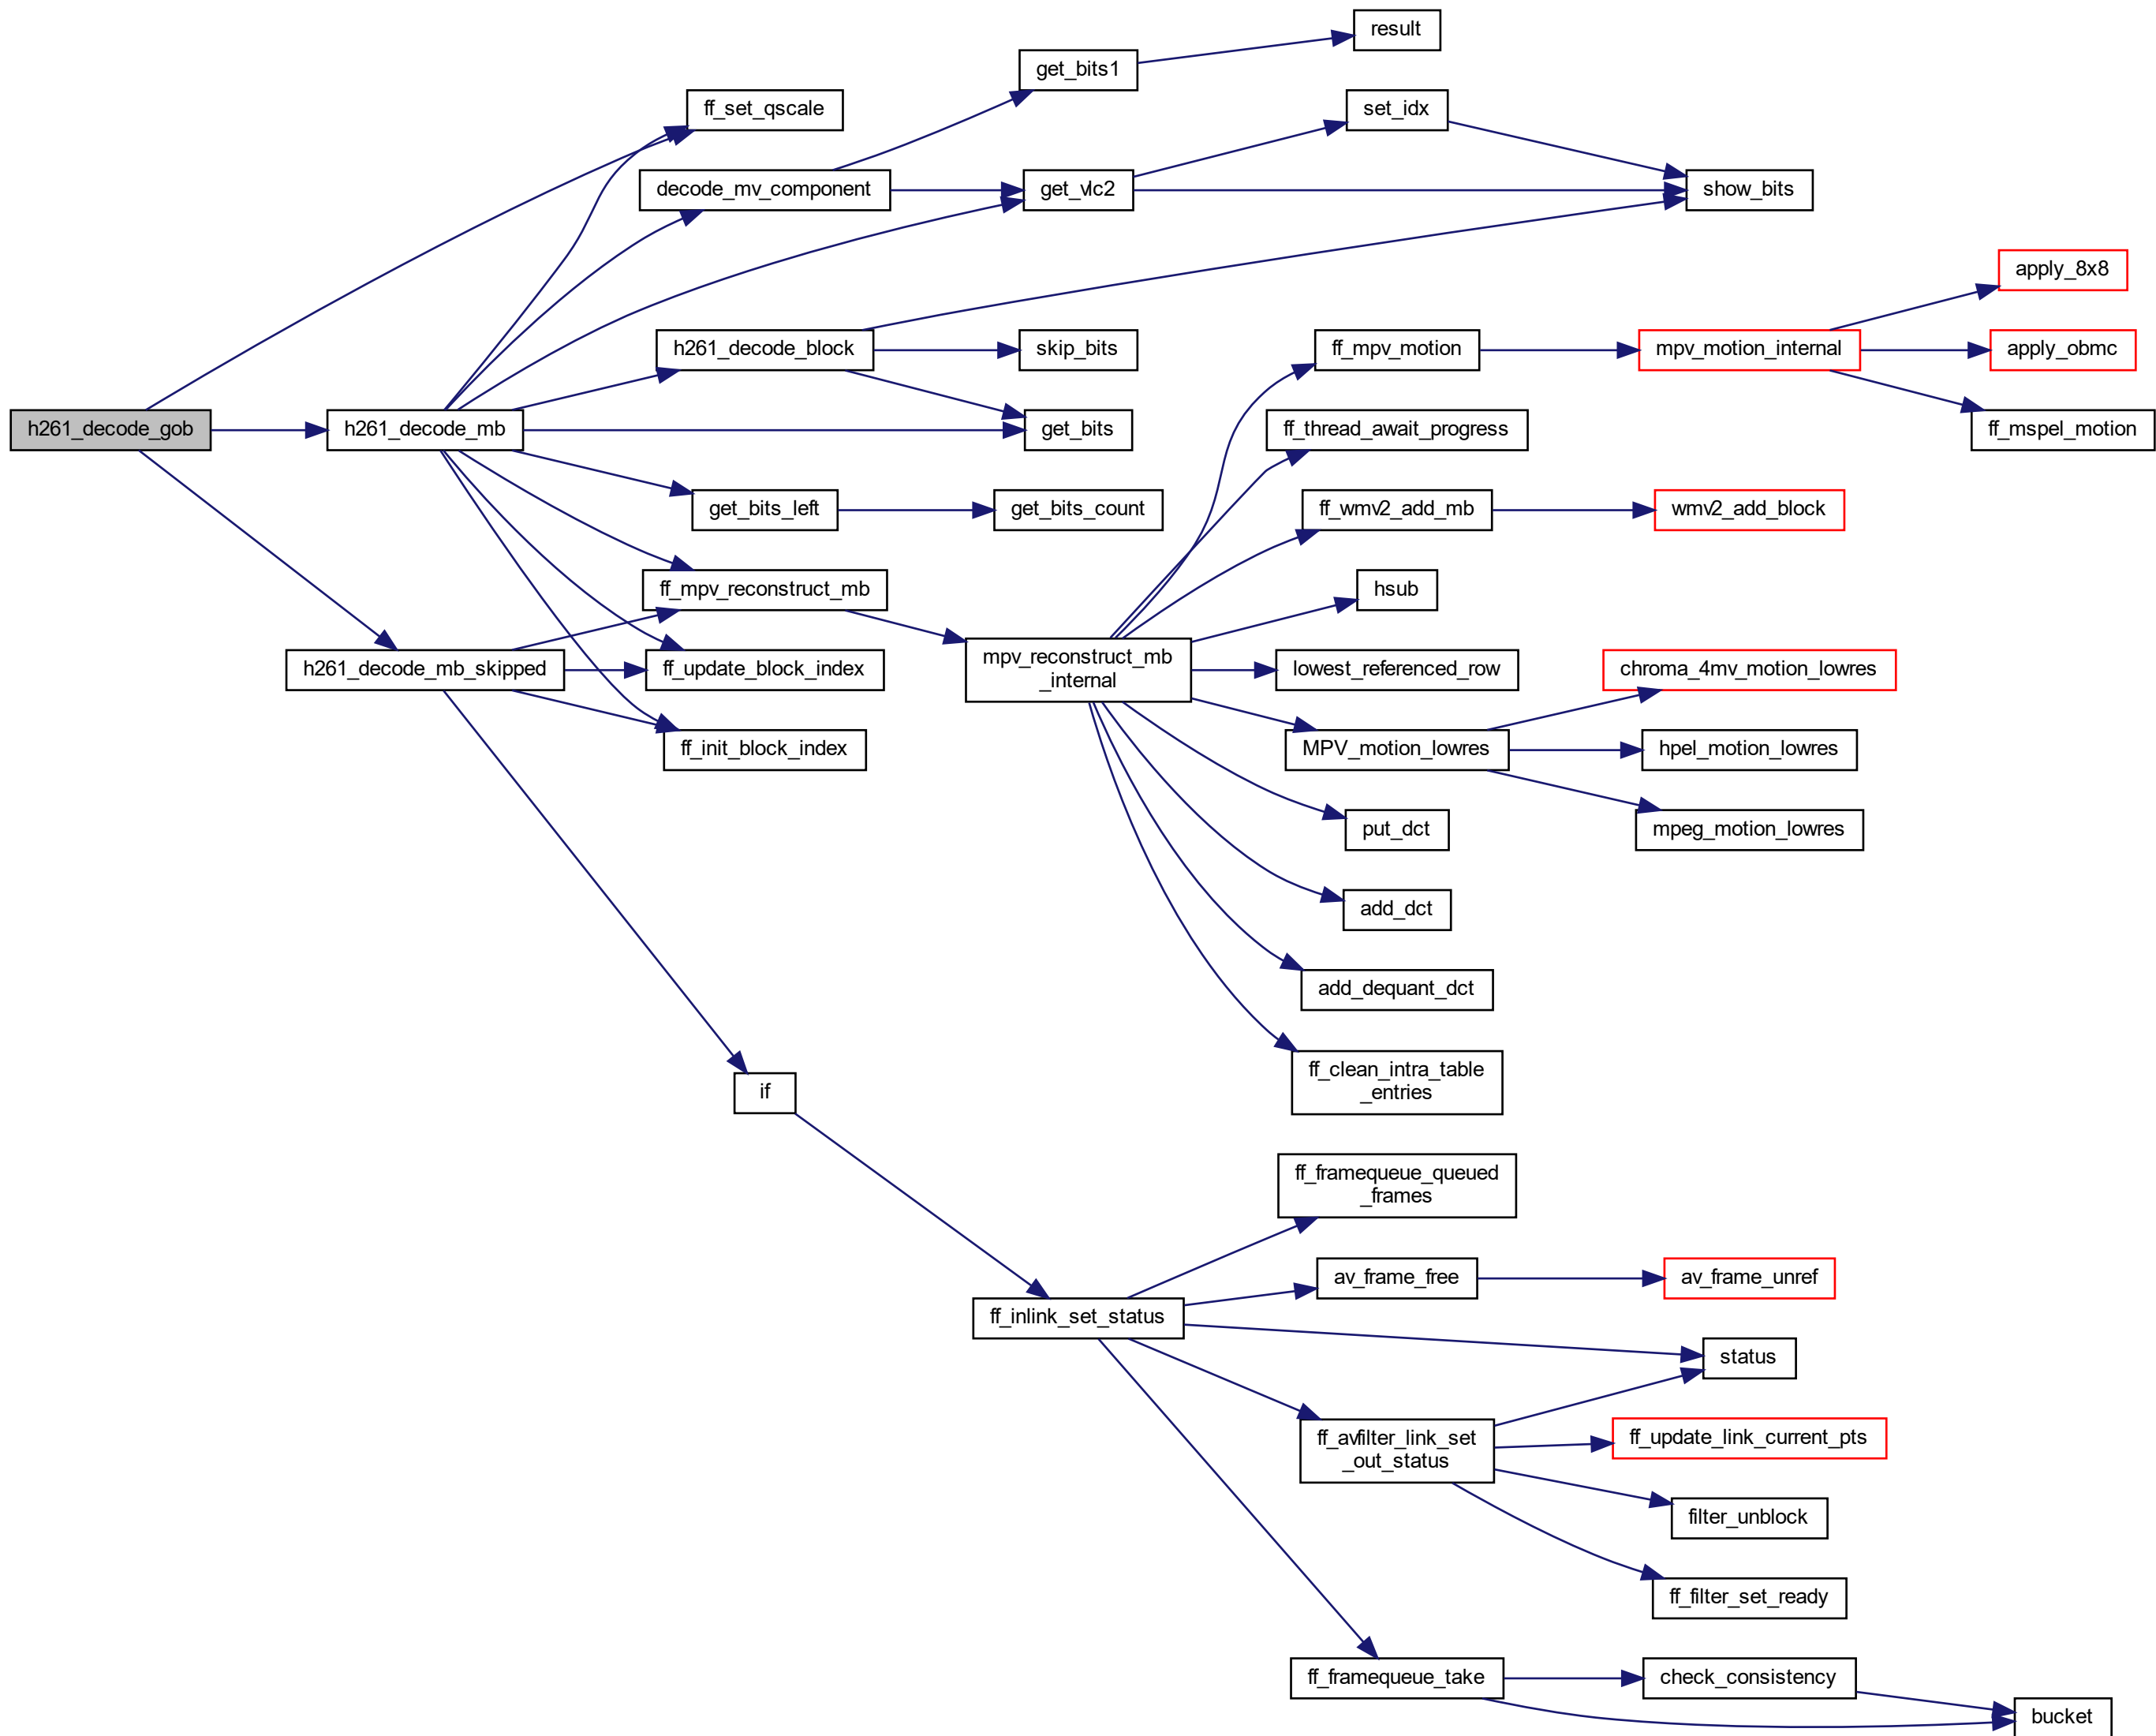 result
get_bits1
ff_set_qscale
set_idx
decode_mv_component
get_vlc2
show_bits
apply_8x8
h261_decode_block
skip_bits
ff_mpv_motion
mpv_motion_internal
apply_obmc
h261_decode_gob
h261_decode_mb
get_bits
ff_thread_await_progress
ff_mspel_motion
get_bits_left
get_bits_count
ff_wmv2_add_mb
wmv2_add_block
ff_mpv_reconstruct_mb
hsub
h261_decode_mb_skipped
ff_update_block_index
mpv_reconstruct_mb
_internal
lowest_referenced_row
chroma_4mv_motion_lowres
ff_init_block_index
MPV_motion_lowres
hpel_motion_lowres
put_dct
mpeg_motion_lowres
add_dct
add_dequant_dct
if
ff_clean_intra_table
_entries
ff_framequeue_queued
_frames
av_frame_free
av_frame_unref
ff_inlink_set_status
status
ff_avfilter_link_set
_out_status
ff_update_link_current_pts
filter_unblock
ff_filter_set_ready
ff_framequeue_take
check_consistency
bucket